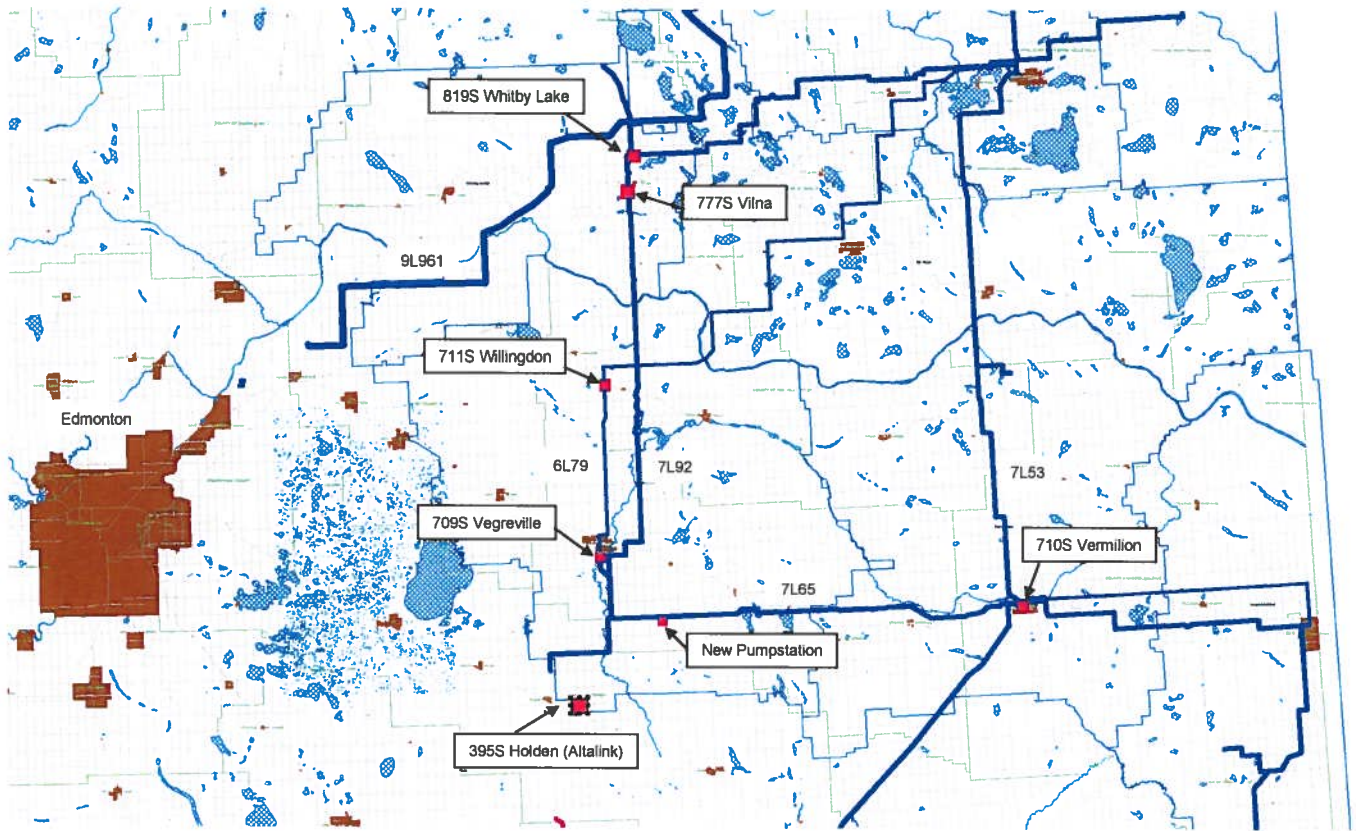 819S Whitby Lake
777S Vilna
9L961
711S Willingdon
Edmonton
6L79
7L92
7L53
709S Vegreville
710S Vermilion
7L65
New Pumpstation
395S Holden (Altalink)